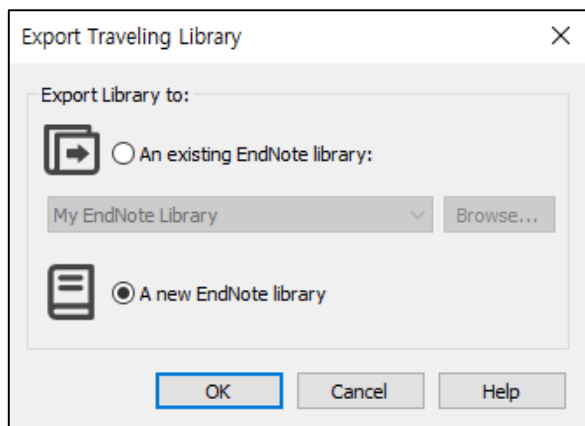 Export Traveling Library
Export Library to:
An existing EndNote library:
My EndNote Library
Browse...
A new EndNote library
OK Cancel Help